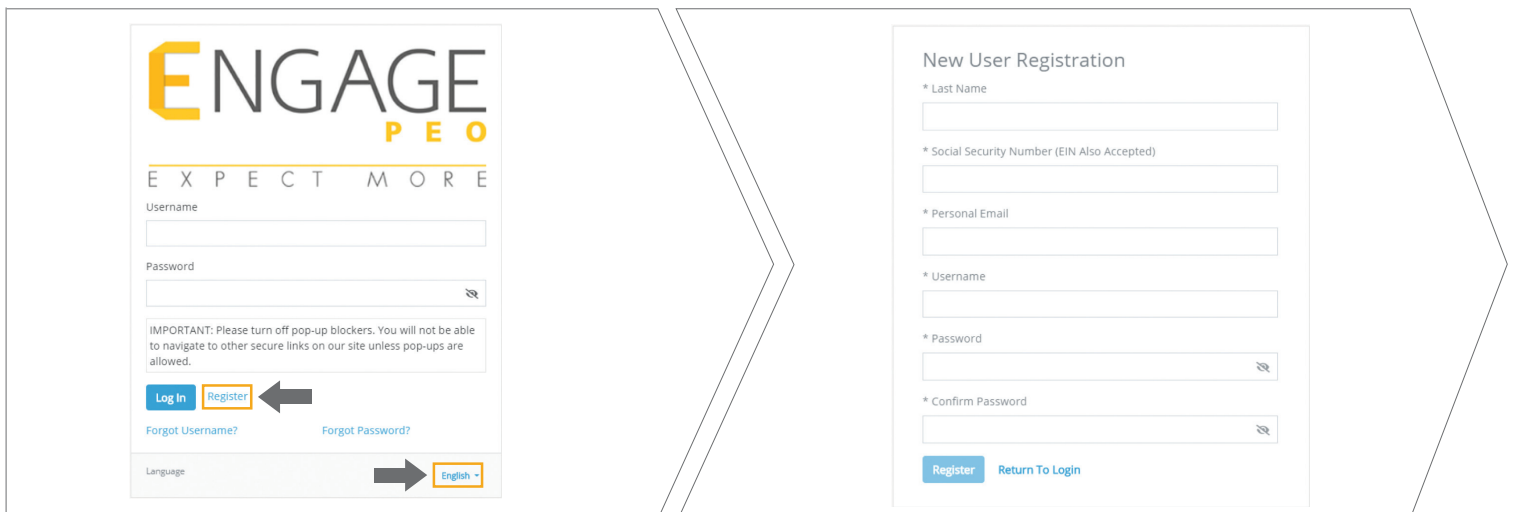 ENGAGE
PEO
EXPECT MORE
Username
Password
IMPORTANT: Please turn off pop-up blockers. You will not be able
to navigate to other secure links on our site unless pop-ups are
allowed.
Log In Register
Forgot Username? Forgot Password?
Language English
New User Registration
* Last Name
* Social Security Number (EIN Also Accepted)
* Personal Email
* Username
* Password
* Confirm Password
Register Return To Login